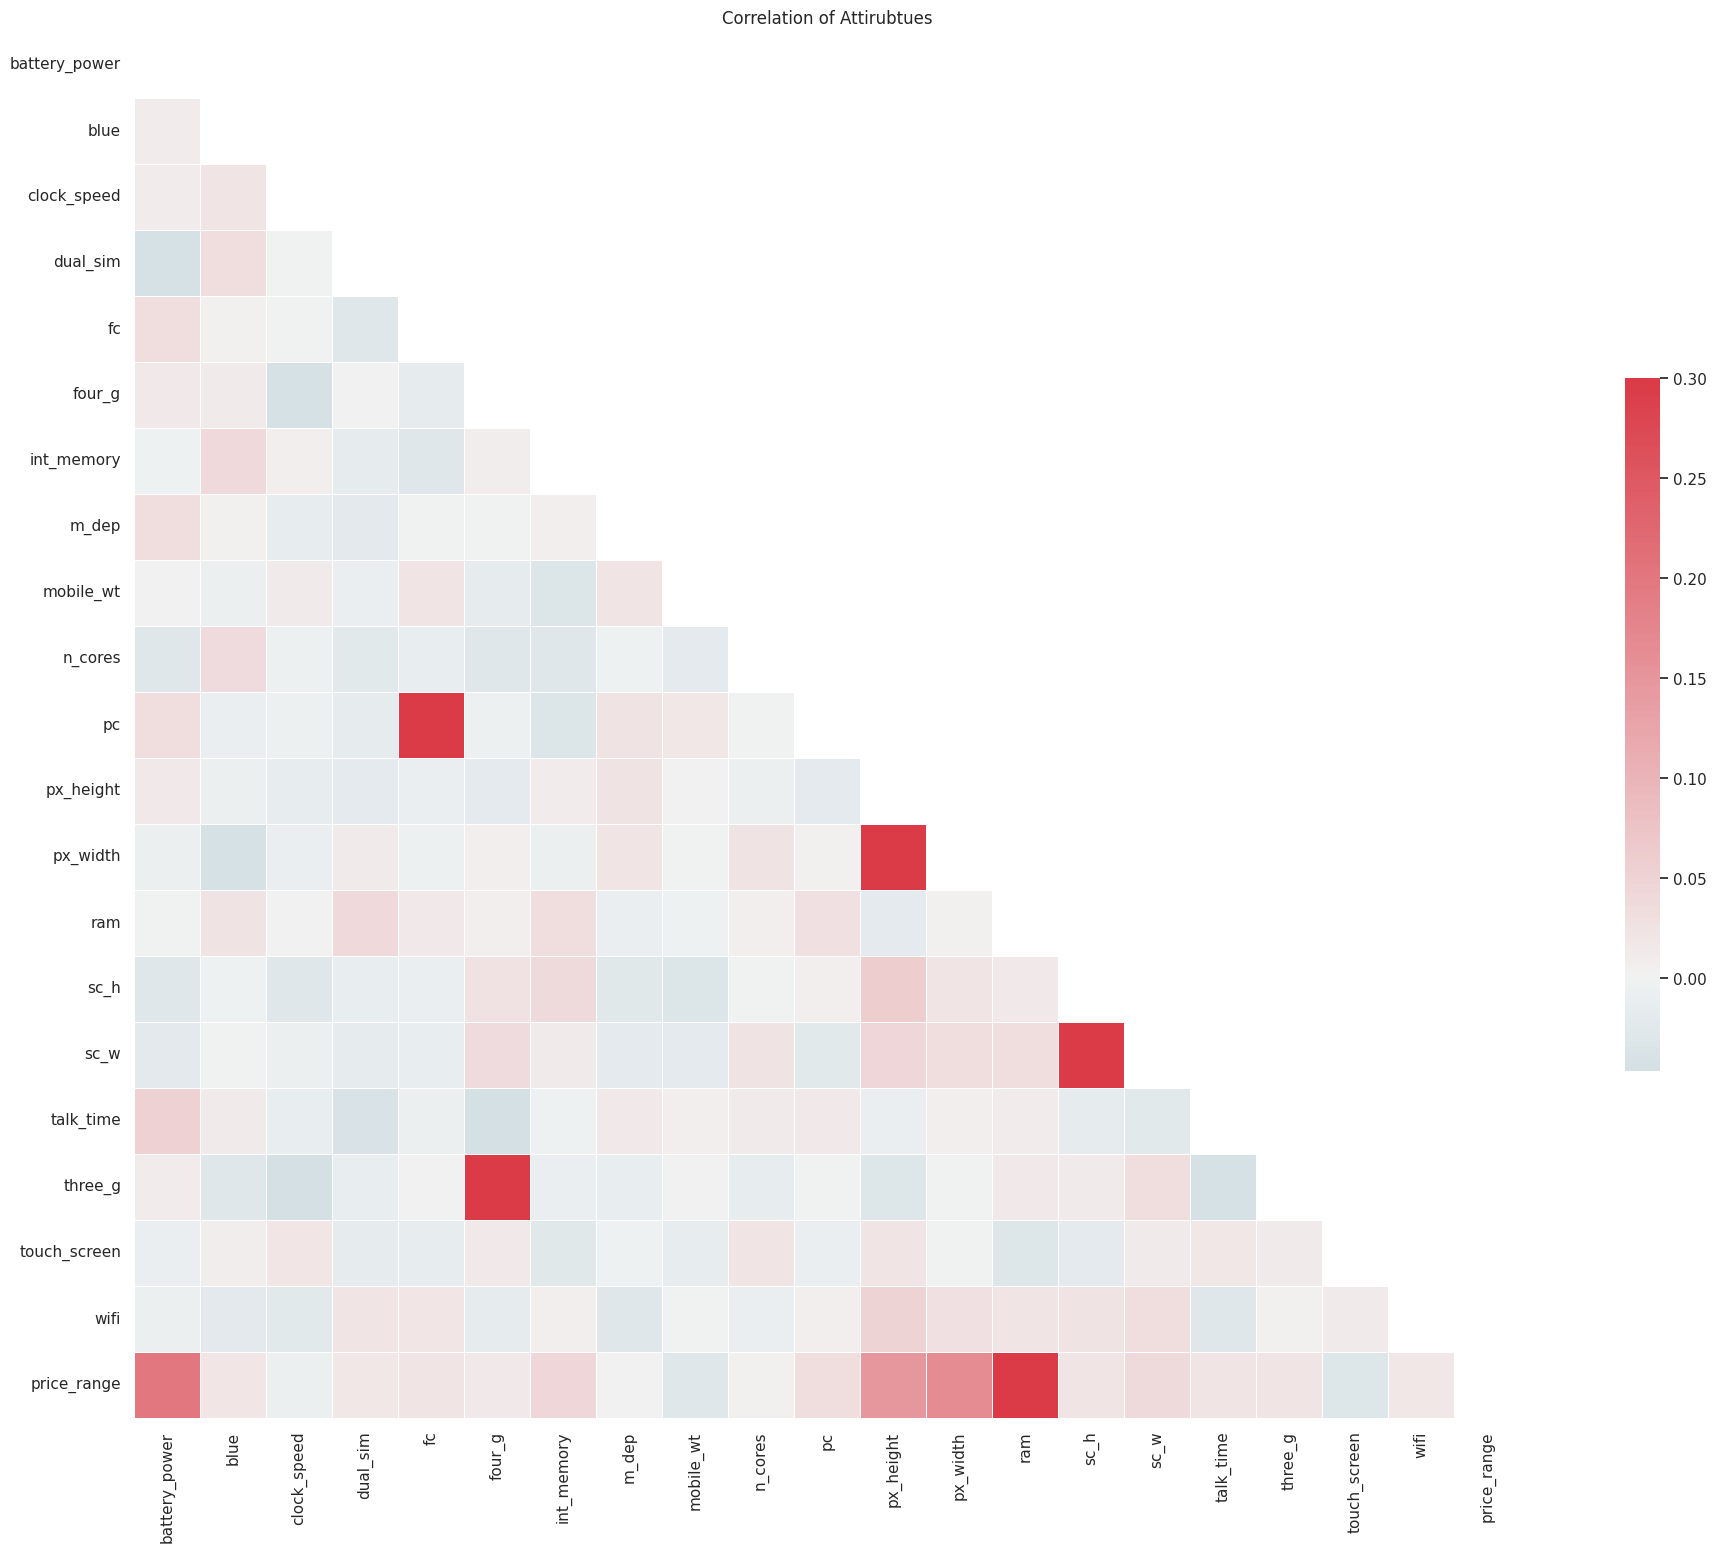 Correlation of Attirubtues
battery_power
blue
clock_speed
dual_sim
fc
four_g
int_memory
m_dep
mobile_wt
n_cores
pc
px_height
px_width
ram
sc_h
sc_w
talk_time
three_g
touch_screen
wifi
price_range
battery_power
blue
clock_speed
dual_sim
fc
four_g
int_memory
m_dep
mobile_wt
n_cores
pc
px_height
px_width
ram
sc_h
sc_w
talk_time
three_g
touch_screen
wifi
price_range
0.30
0.25
0.20
0.15
0.10
0.05
0.00